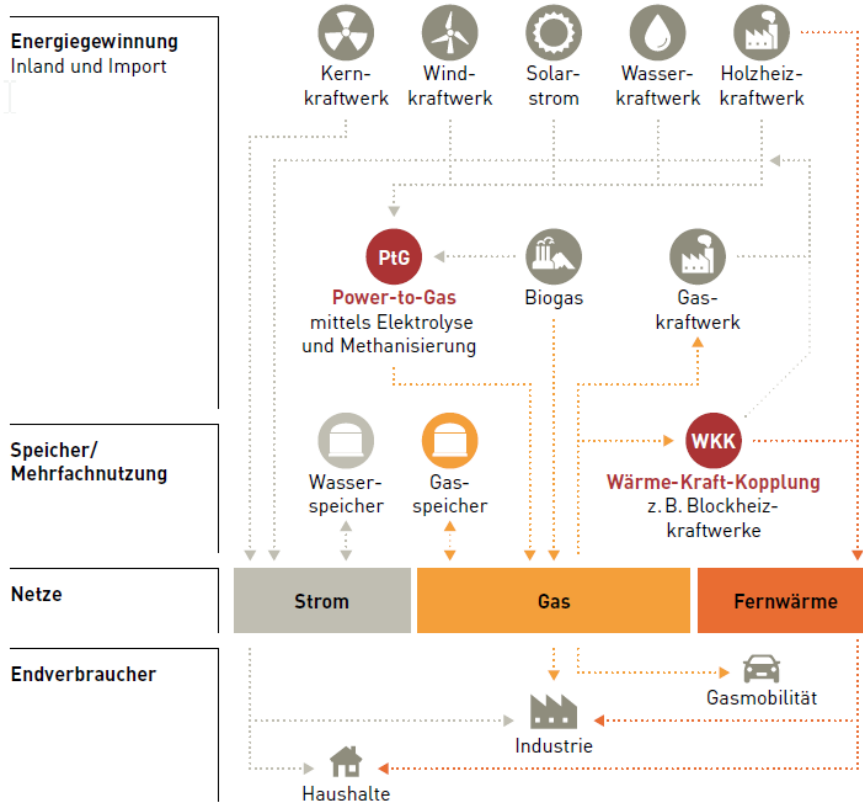 Energiegewinnung
Inland und Import
Kern-
kraftwerk
Wind-
kraftwerk
Solar-
strom
Wasser-
kraftwerk
Holzheiz-
kraftwerk
PtG
Power-to-Gas
mittels Elektrolyse
und Methanisierung
Biogas
Gas-
kraftwerk
Speicher/
Mehrfachnutzung
Wasser-
speicher
Gas-
speicher
WKK
Wärme-Kraft-Kopplung
z. B. Blockheiz-
kraftwerke
Netze
Strom
Gas
Fernwärme
Endverbraucher
Gasmobilität
Industrie
Haushalte